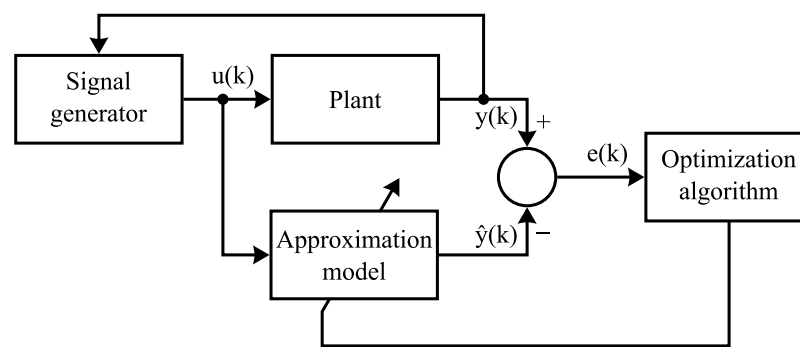 Signal
generator
u(k)
Plant
y(k)
+
e(k)
Optimization
algorithm
Approximation
model
ŷ(k)
−